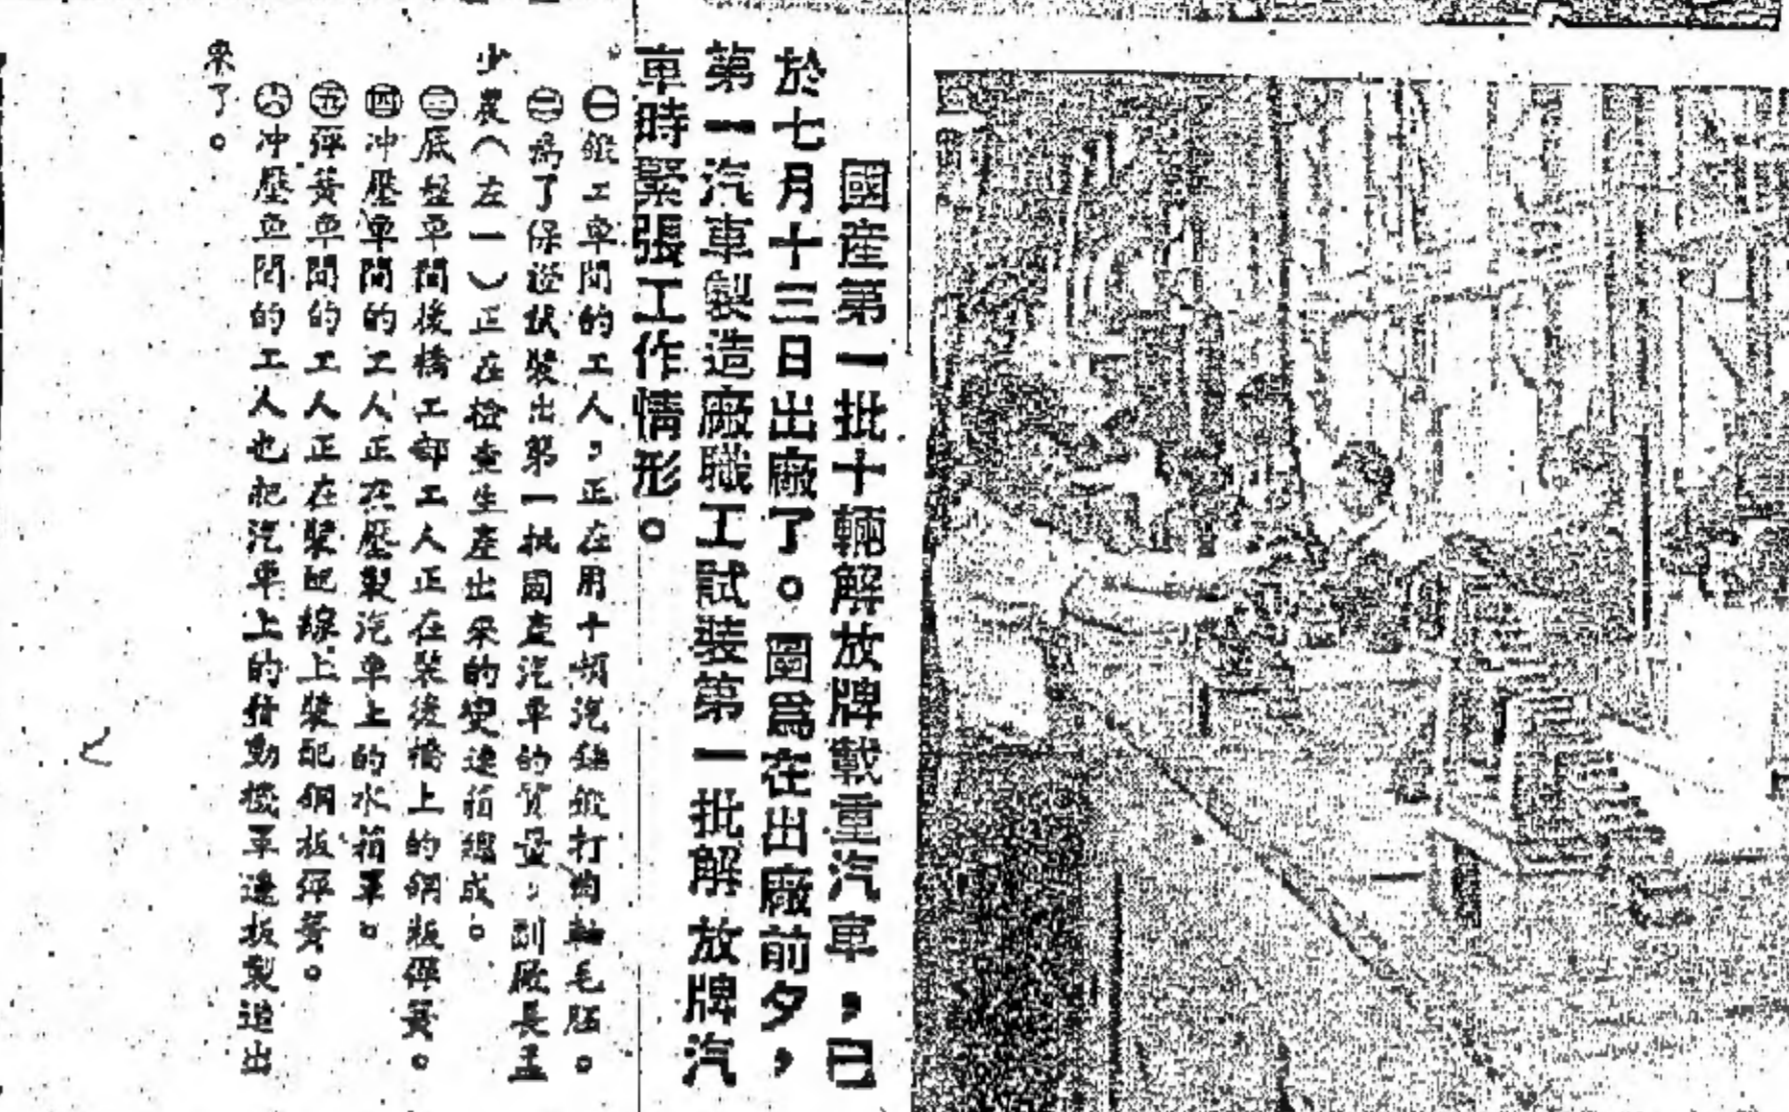 國産第一批十輛解放牌載重汽車，已
於七月十三日出廠了。圖爲在出廠前夕，
第一汽車製造廠職工試裝第一批解放牌汽
車時緊張工作情形。
㊀鍛工車間的工人，正在用十噸汽鎚鍛打曲軸毛胚。
㊁爲了保證試裝出第一批國產汽車的質量，副廠長孟
少農（左一）正在檢查生產出來的變速箱總成。
㊂底盤車間後橋工部工人正在裝後橋上的鋼板彈簧。
㊃冲壓車間的工人正在壓製汽車上的水箱罩。
㊄彈簧車間的工人正在裝配線上裝配鋼板彈簧。
㊅冲壓車間的工人也把汽車上的發動機罩邊板製造出
來了。